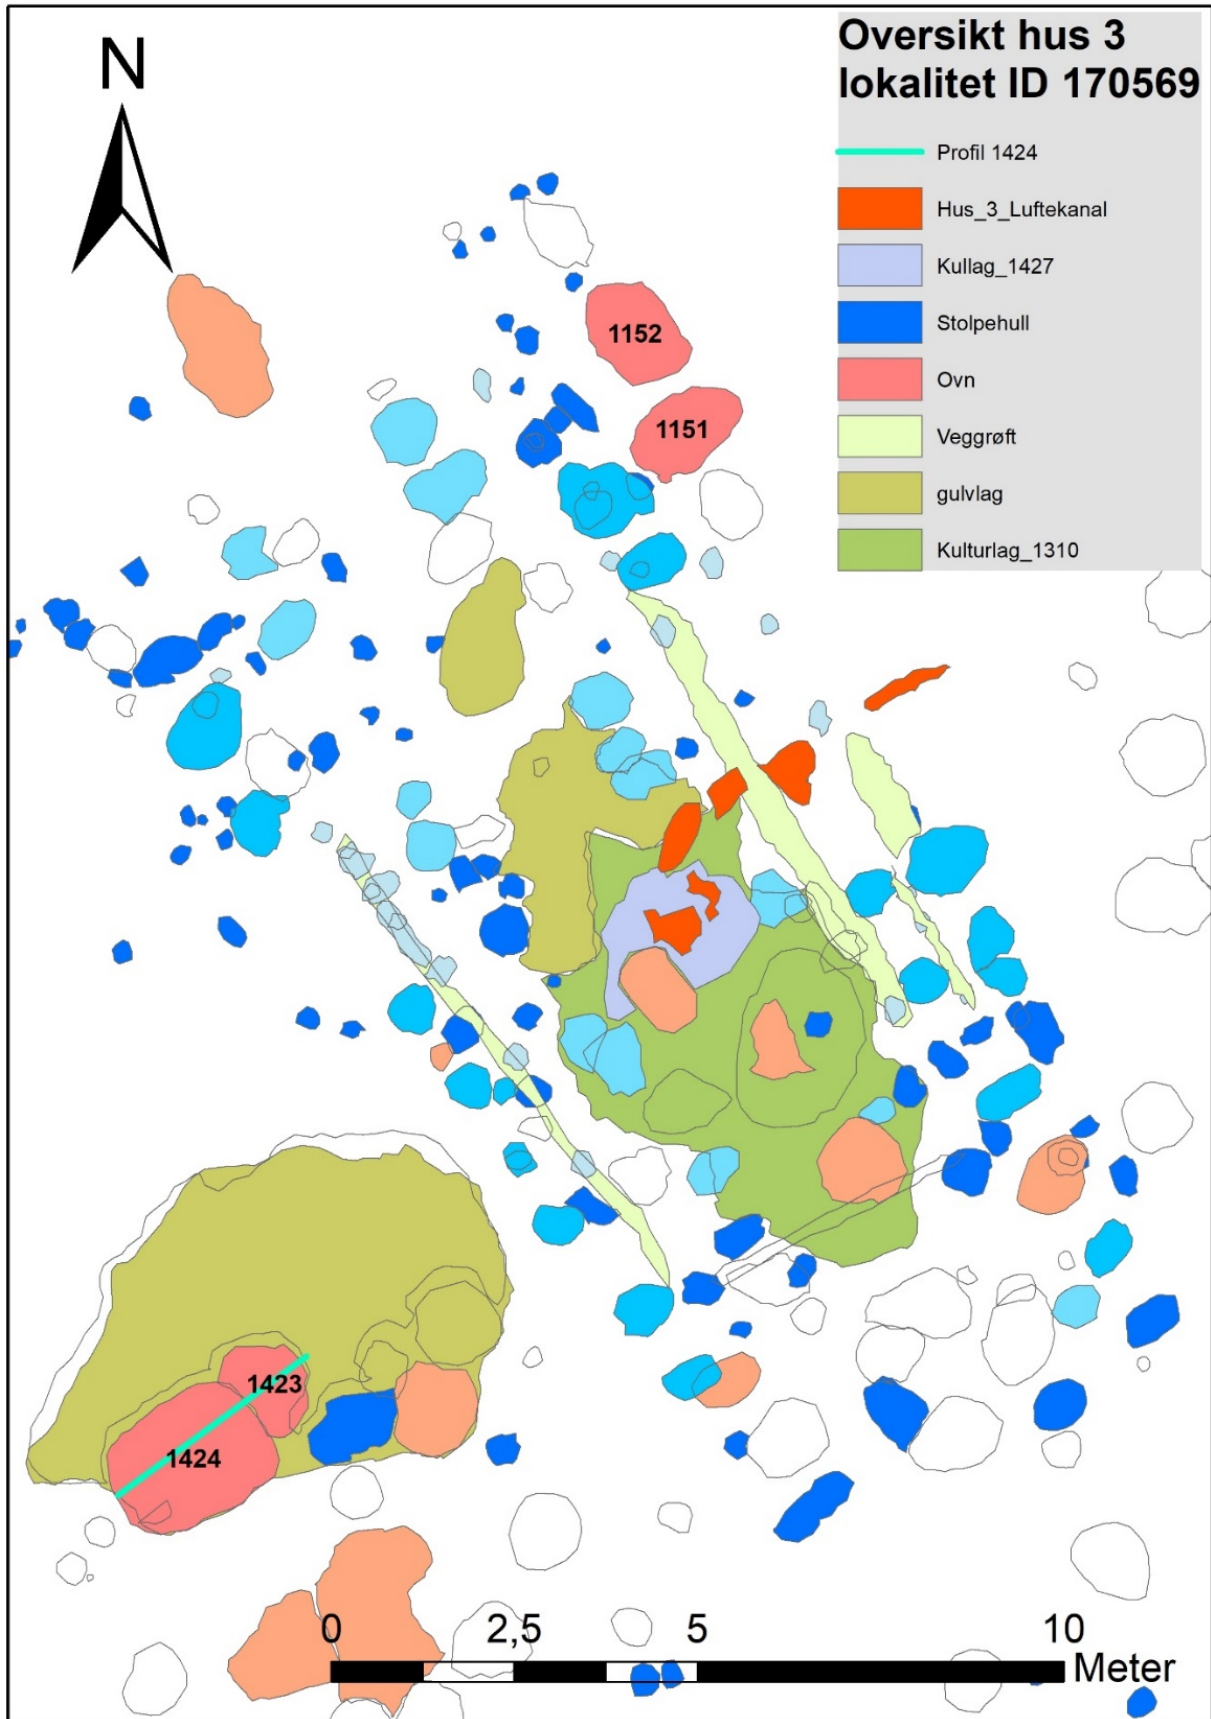 Oversikt hus 3
lokalitet ID 170569
N
Profil 1424
Hus_3_Luftekanal
Kullag_1427
Stolpehull
Ovn
Veggrøft
gulvlag
Kulturlag_1310
1152
1151
1423
1424
0 2,5 5 10
Meter